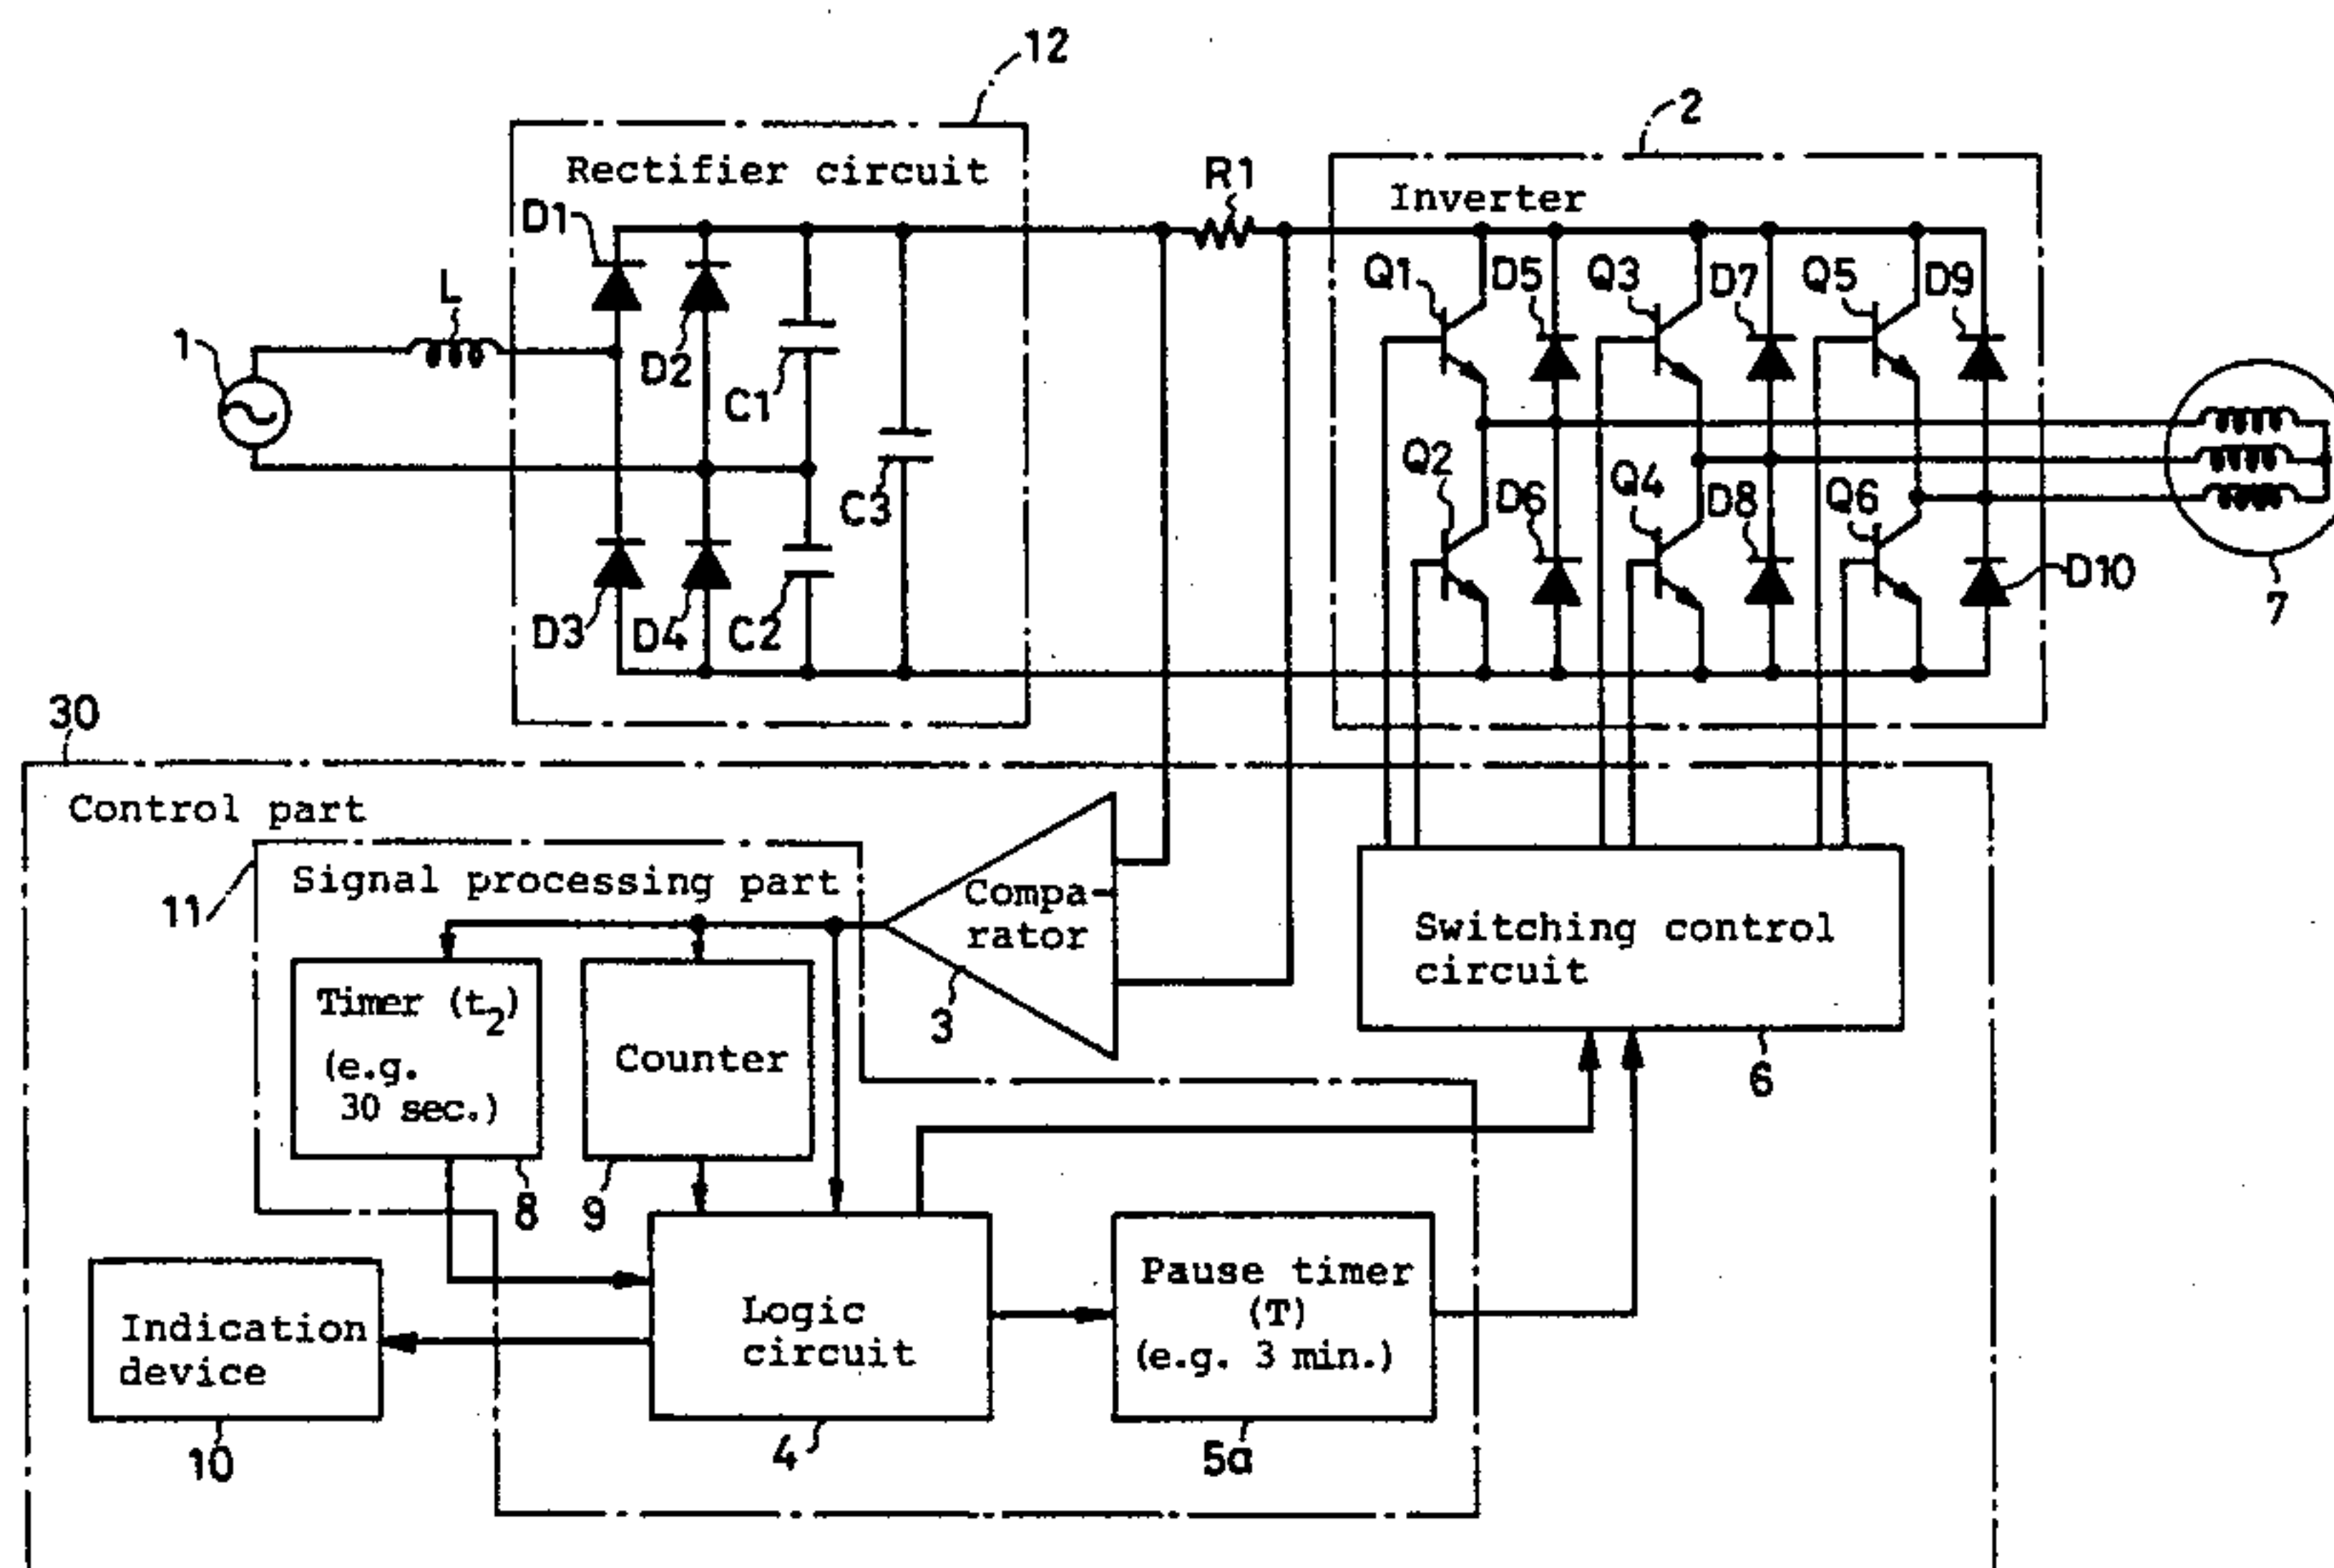 12
Rectifier circuit
D1
L
1
D2
C1
C3
D3
D4
C2
R1
2
Inverter
Q1
D5
Q3
D7
Q5
D9
Q2
D6
Q4
D8
Q6
D10
7
30
Control part
11
Signal processing part
Compa-
rator
3
Timer (t2)
(e.g.
30 sec.)
8
Counter
9
Switching control
circuit
6
Indication
device
10
Logic
circuit
4
Pause timer
(T)
(e.g. 3 min.)
5a